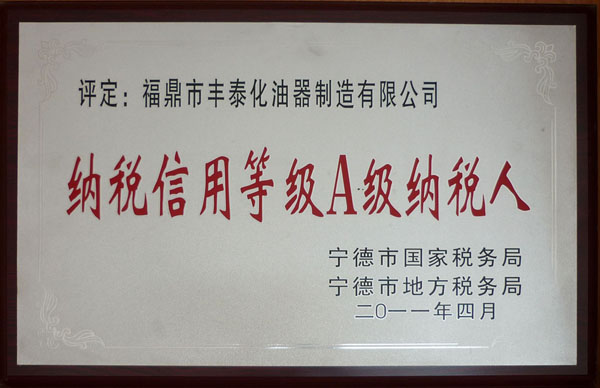 评定：福鼎市丰泰化油器制造有限公司
纳税信用等级A级纳税人
宁德市国家税务局
宁德市地方税务局
二0一一年四月